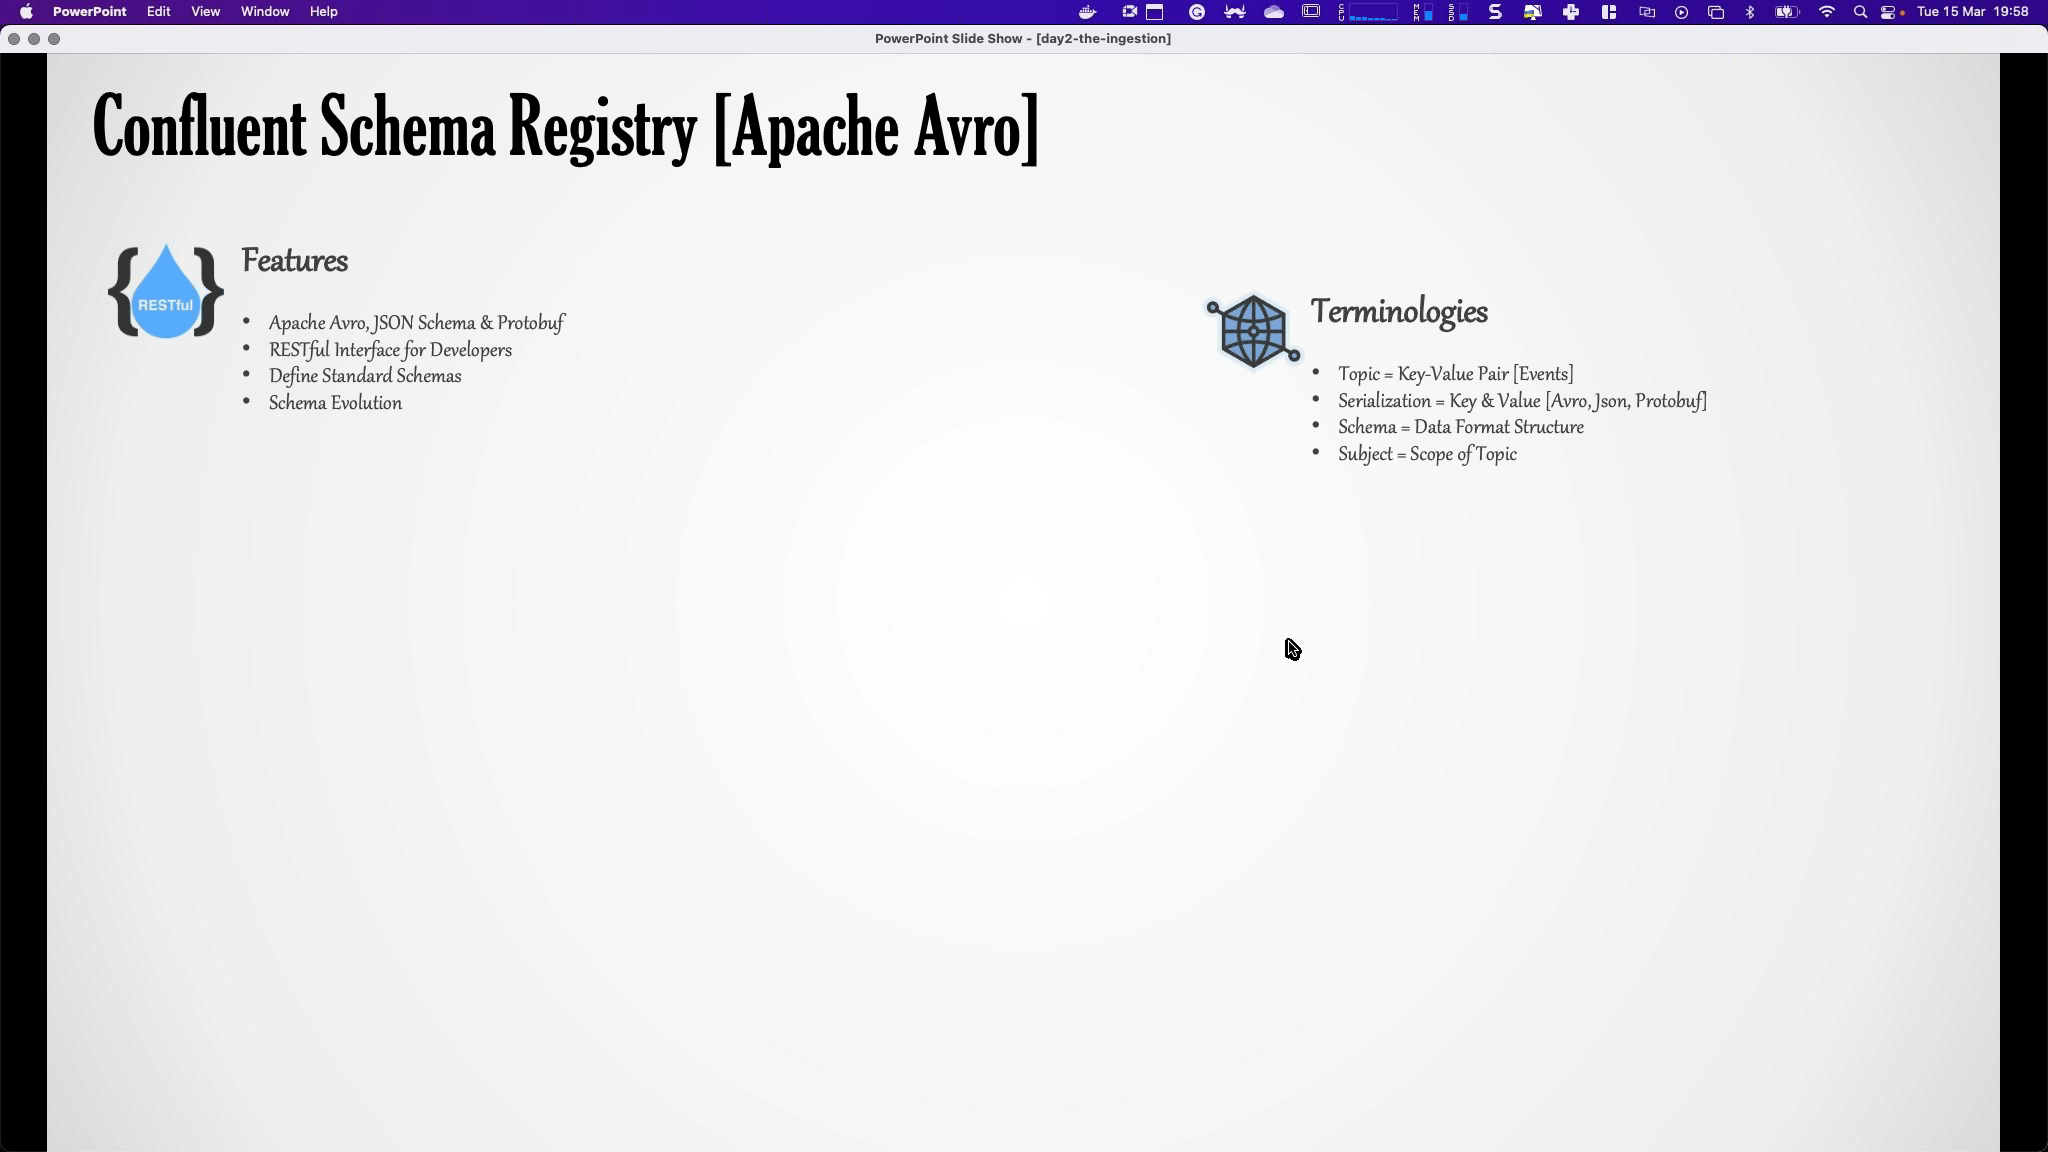 PowerPoint Edit View Window Help
CPU MEM SSD Tue 15 Mar 19:58
PowerPoint Slide Show - [day2-the-ingestion]
Confluent Schema Registry [Apache Avro]
RESTful
Features
• Apache Avro, JSON Schema & Protobuf
• RESTful Interface for Developers
• Define Standard Schemas
• Schema Evolution
Terminologies
• Topic = Key-Value Pair [Events]
• Serialization = Key & Value [Avro, Json, Protobuf]
• Schema = Data Format Structure
• Subject = Scope of Topic